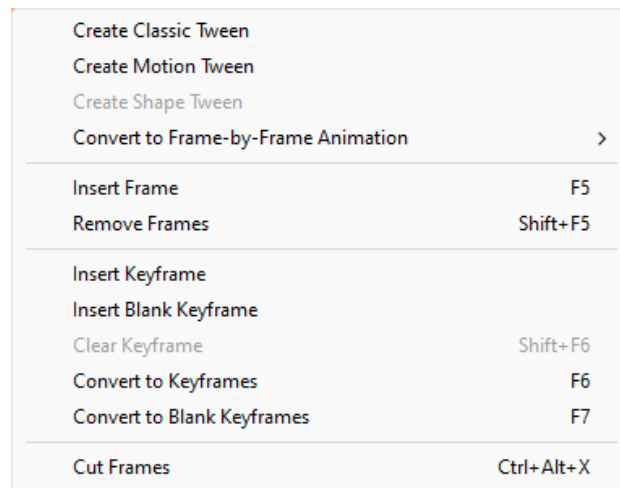 Create Classic Tween
Create Motion Tween
Create Shape Tween
Convert to Frame-by-Frame Animation >
Insert Frame F5
Remove Frames Shift+F5
Insert Keyframe
Insert Blank Keyframe
Clear Keyframe Shift+F6
Convert to Keyframes F6
Convert to Blank Keyframes F7
Cut Frames Ctrl+Alt+X